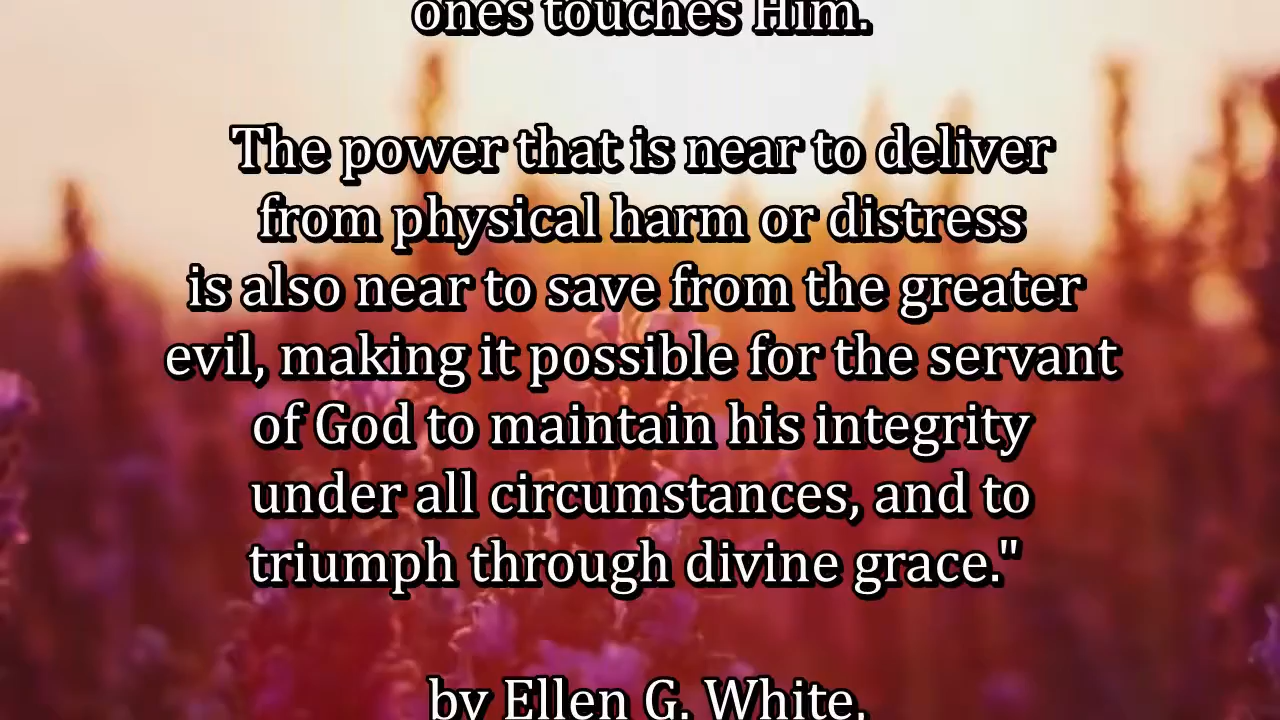 ones touches Him.
The power that is near to deliver
from physical harm or distress
is also near to save from the greater
evil, making it possible for the servant
of God to maintain his integrity
under all circumstances, and to
triumph through divine grace."
by Ellen G. White,